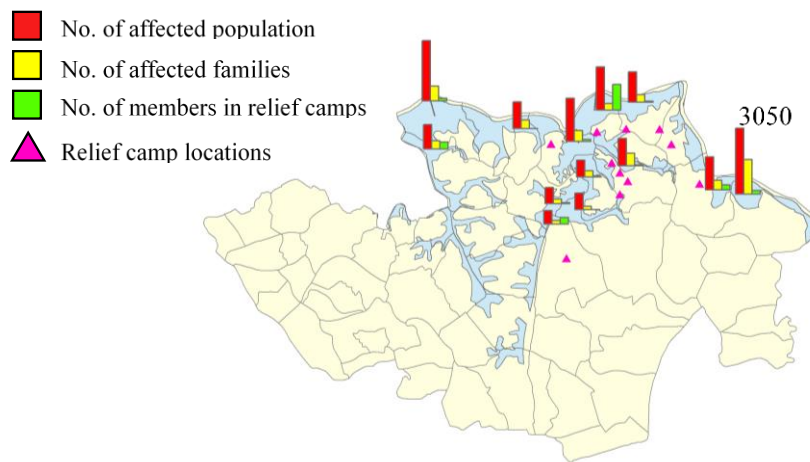 No. of affected population
No. of affected families
No. of members in relief camps
Relief camp locations
3050